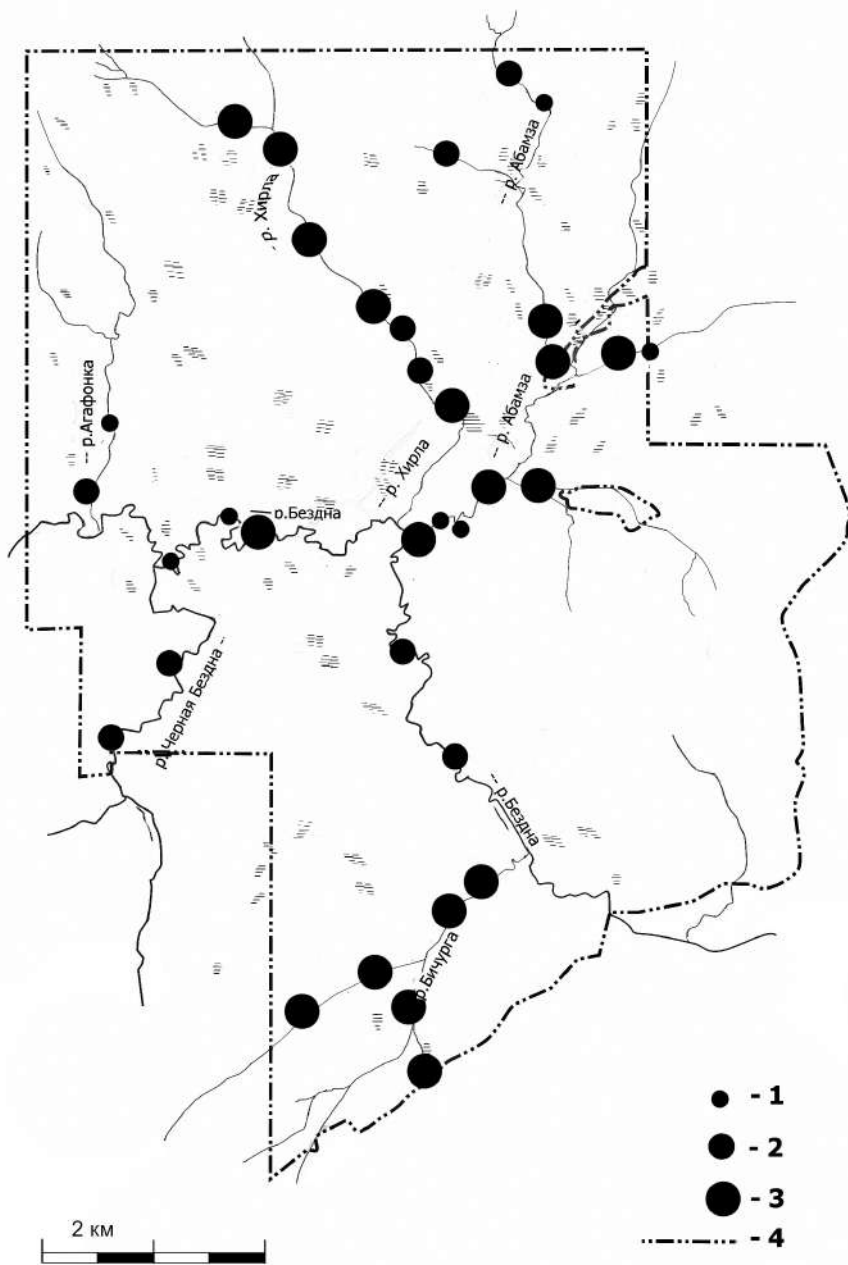 -- р. Абамза
-- р. Хирла --
-- р.Агафонка
-- р. Абамза
-- р. Хирла
р.Бездна
р. Черная Бездна --
-- р.Бездна
р.Бичурга
- 1
- 2
- 3
- 4
2 км